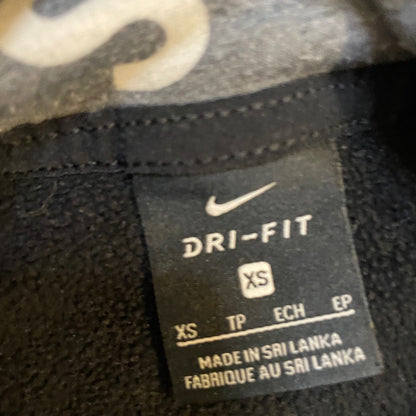 S
DRI-FIT
XS
XS TP ECH EP
MADE IN SRI LANKA
FABRIQUE AU SRI LANKA